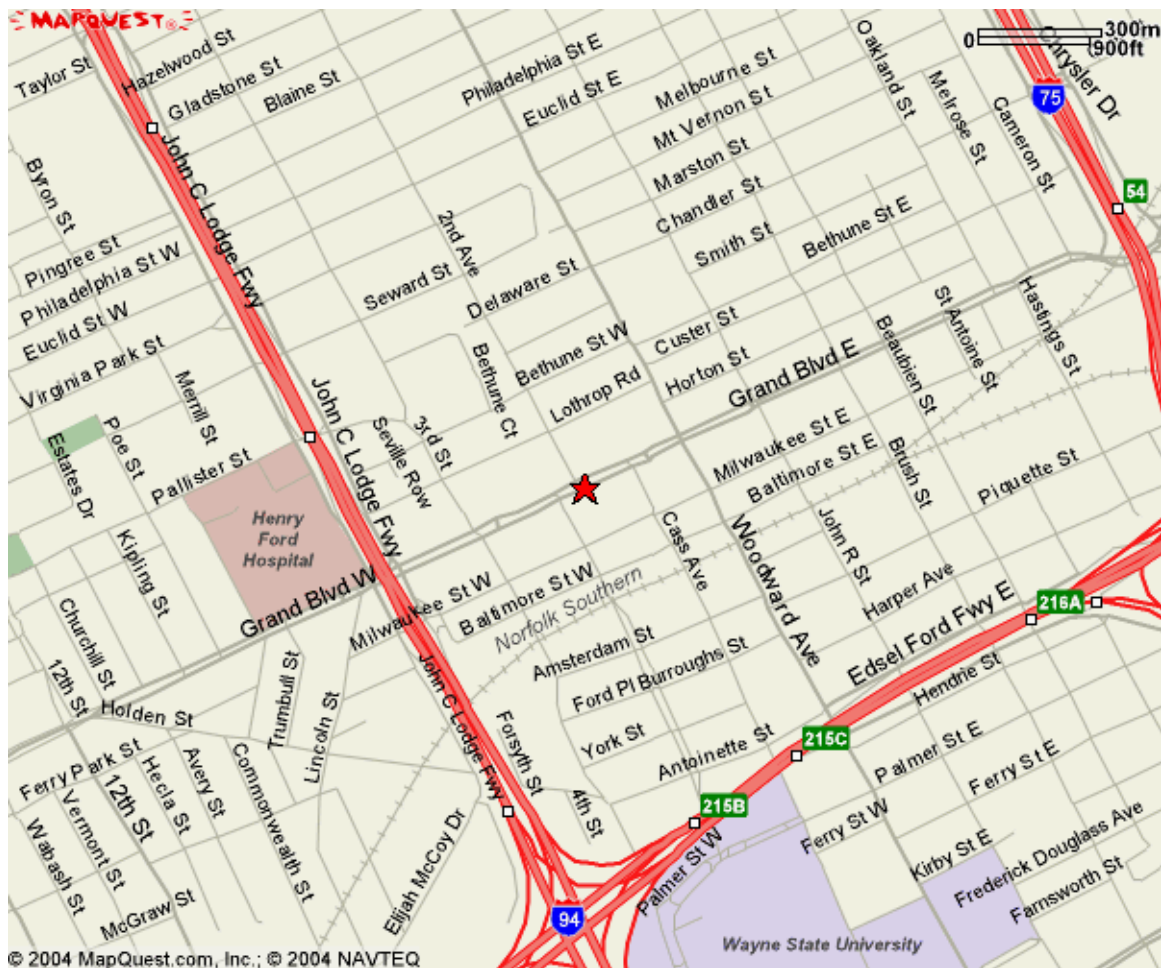 MAPQUEST
0 300m
900ft
Taylor St
Hazelwood St
Gladstone St
Blaine St
Philadelphia St E
Euclid St E
Melbourne St
Mt Vernon St
Marston St
Chandler St
Smith St
Oakland St
Melrose St
Cameron St
Chrysler Dr
75
54
Byron St
John C Lodge Fwy
2nd Ave
Bethune St E
Pingree St
Philadelphia St W
Euclid St W
Virginia Park St
Seward St
Delaware St
Custer St
Horton St
Bethune St W
Lothrop Rd
Bethune Ct
Grand Blvd E
Beaubien St
St Antoine St
Hastings St
Merrill St
Poe St
Estates Dr
Pallister St
John C Lodge Fwy
Seville Row
3rd St
Milwaukee St E
Baltimore St E
Brush St
Piquette St
Henry
Ford
Hospital
Kipling St
Cass Ave
Woodward Ave
John R St
Harper Ave
216A
Grand Blvd W
Milwaukee St W
Baltimore St W
Norfolk Southern
Amsterdam St
Ford Pl
Burroughs St
Edsel Ford Fwy E
Hendrie St
Churchill St
12th St
Holden St
Trumbull St
Lincoln St
John C Lodge Fwy
Forsyth St
York St
Antoinette St
215C
Palmer St E
Ferry St E
Ferry Park St
12th St
Hecla St
Avery St
Commonwealth St
Vermont St
Wabash St
McGraw St
Elijah McCoy Dr
4th St
215B
Palmer St W
Ferry St W
Kirby St E
Frederick Douglass Ave
Farnsworth St
94
Wayne State University
© 2004 MapQuest.com, Inc.; © 2004 NAVTEQ